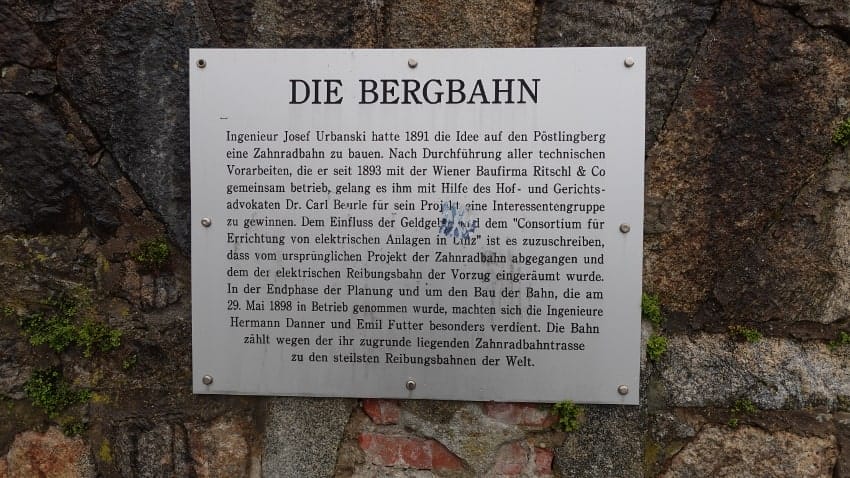 DIE BERGBAHN
Ingenieur Josef Urbanski hatte 1891 die Idee auf den Pöstlingberg
eine Zahnradbahn zu bauen. Nach Durchführung aller technischen
Vorarbeiten, die er seit 1893 mit der Wiener Baufirma Ritschl & Co
gemeinsam betrieb, gelang es ihm mit Hilfe des Hof- und Gerichts-
advokaten Dr. Carl Beurle für sein Projekt eine Interessentengruppe
zu gewinnen. Dem Einfluss der Geldgeber und dem "Consortium für
Errichtung von elektrischen Anlagen in Linz" ist es zuzuschreiben,
dass vom ursprünglichen Projekt der Zahnradbahn abgegangen und
dem der elektrischen Reibungsbahn der Vorzug eingeräumt wurde.
In der Endphase der Planung und um den Bau der Bahn, die am
29. Mai 1898 in Betrieb genommen wurde, machten sich die Ingenieure
Hermann Danner und Emil Futter besonders verdient. Die Bahn
zählt wegen der ihr zugrunde liegenden Zahnradbahntrasse
zu den steilsten Reibungsbahnen der Welt.